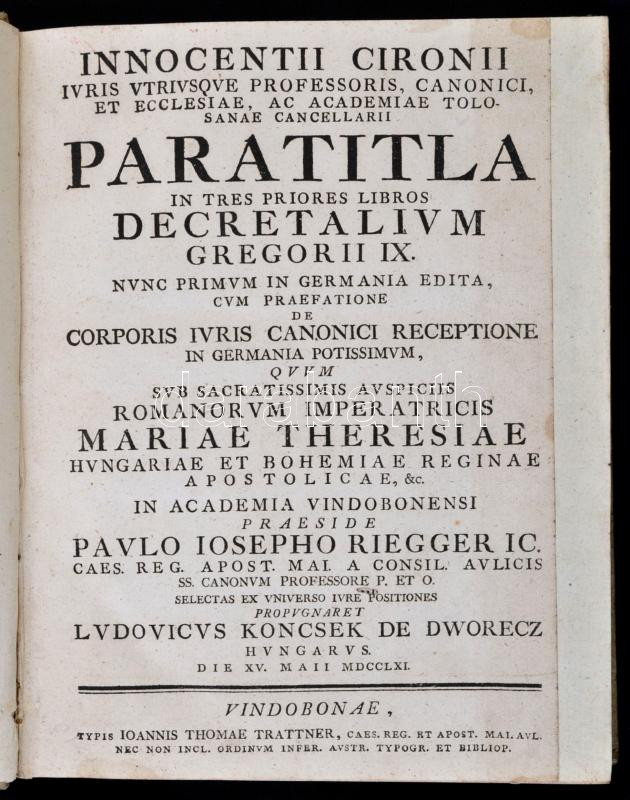 INNOCENTII CIRONII
IVRIS VTRIVSQVE PROFESSORIS, CANONICI,
ET ECCLESIAE, AC ACADEMIAE TOLO-
SANAE CANCELLARII
PARATITLA
IN TRES PRIORES LIBROS
DECRETALIVM
GREGORII IX.
NVNC PRIMVM IN GERMANIA EDITA,
CVM PRAEFATIONE
DE
CORPORIS IVRIS CANONICI RECEPTIONE
IN GERMANIA POTISSIMVM,
QVVM
SVB SACRATISSIMIS AVSPICIIS
ROMANORVM IMPERATRICIS
MARIAE THERESIAE
HVNGARIAE ET BOHEMIAE REGINAE
APOSTOLICAE, &c.
IN ACADEMIA VINDOBONENSI
PRAESIDE
PAVLO IOSEPHO RIEGGER IC.
CAES. REG. APOST. MAI. A CONSIL. AVLICIS
SS. CANONVM PROFESSORE P. ET O.
SELECTAS EX VNIVERSO IVRE POSITIONES
PROPVGNARET
LVDOVICVS KONCSEK DE DWORECZ
HVNGARVS.
DIE XV. MAII MDCCLXI.
VINDOBONAE,
TYPIS IOANNIS THOMAE TRATTNER, CAES. REG. ET APOST. MAI. AVL.
NEC NON INCL. ORDINVM INFER. AVSTR. TYPOGR. ET BIBLIOP.
darabanth